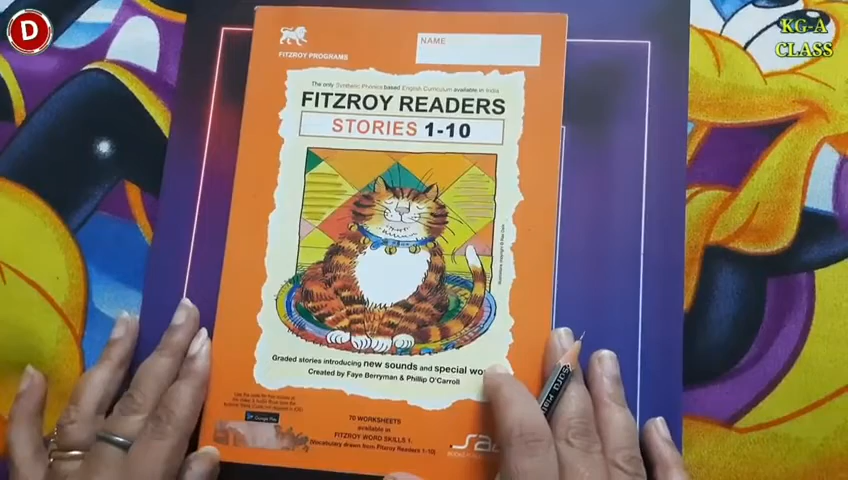 D
KG-A
CLASS
FITZROY PROGRAMS
NAME
The only Synthetic Phonics based English Curriculum available in India
FITZROY READERS
STORIES 1-10
Graded stories introducing new sounds and special
Created by Faye Berryman & Phillip O'Carroll
Google Play
70 WORKSHEETS
available in
FITZROY WORD SKILLS 1.
(Vocabulary drawn from Fitzroy Readers 1-10)